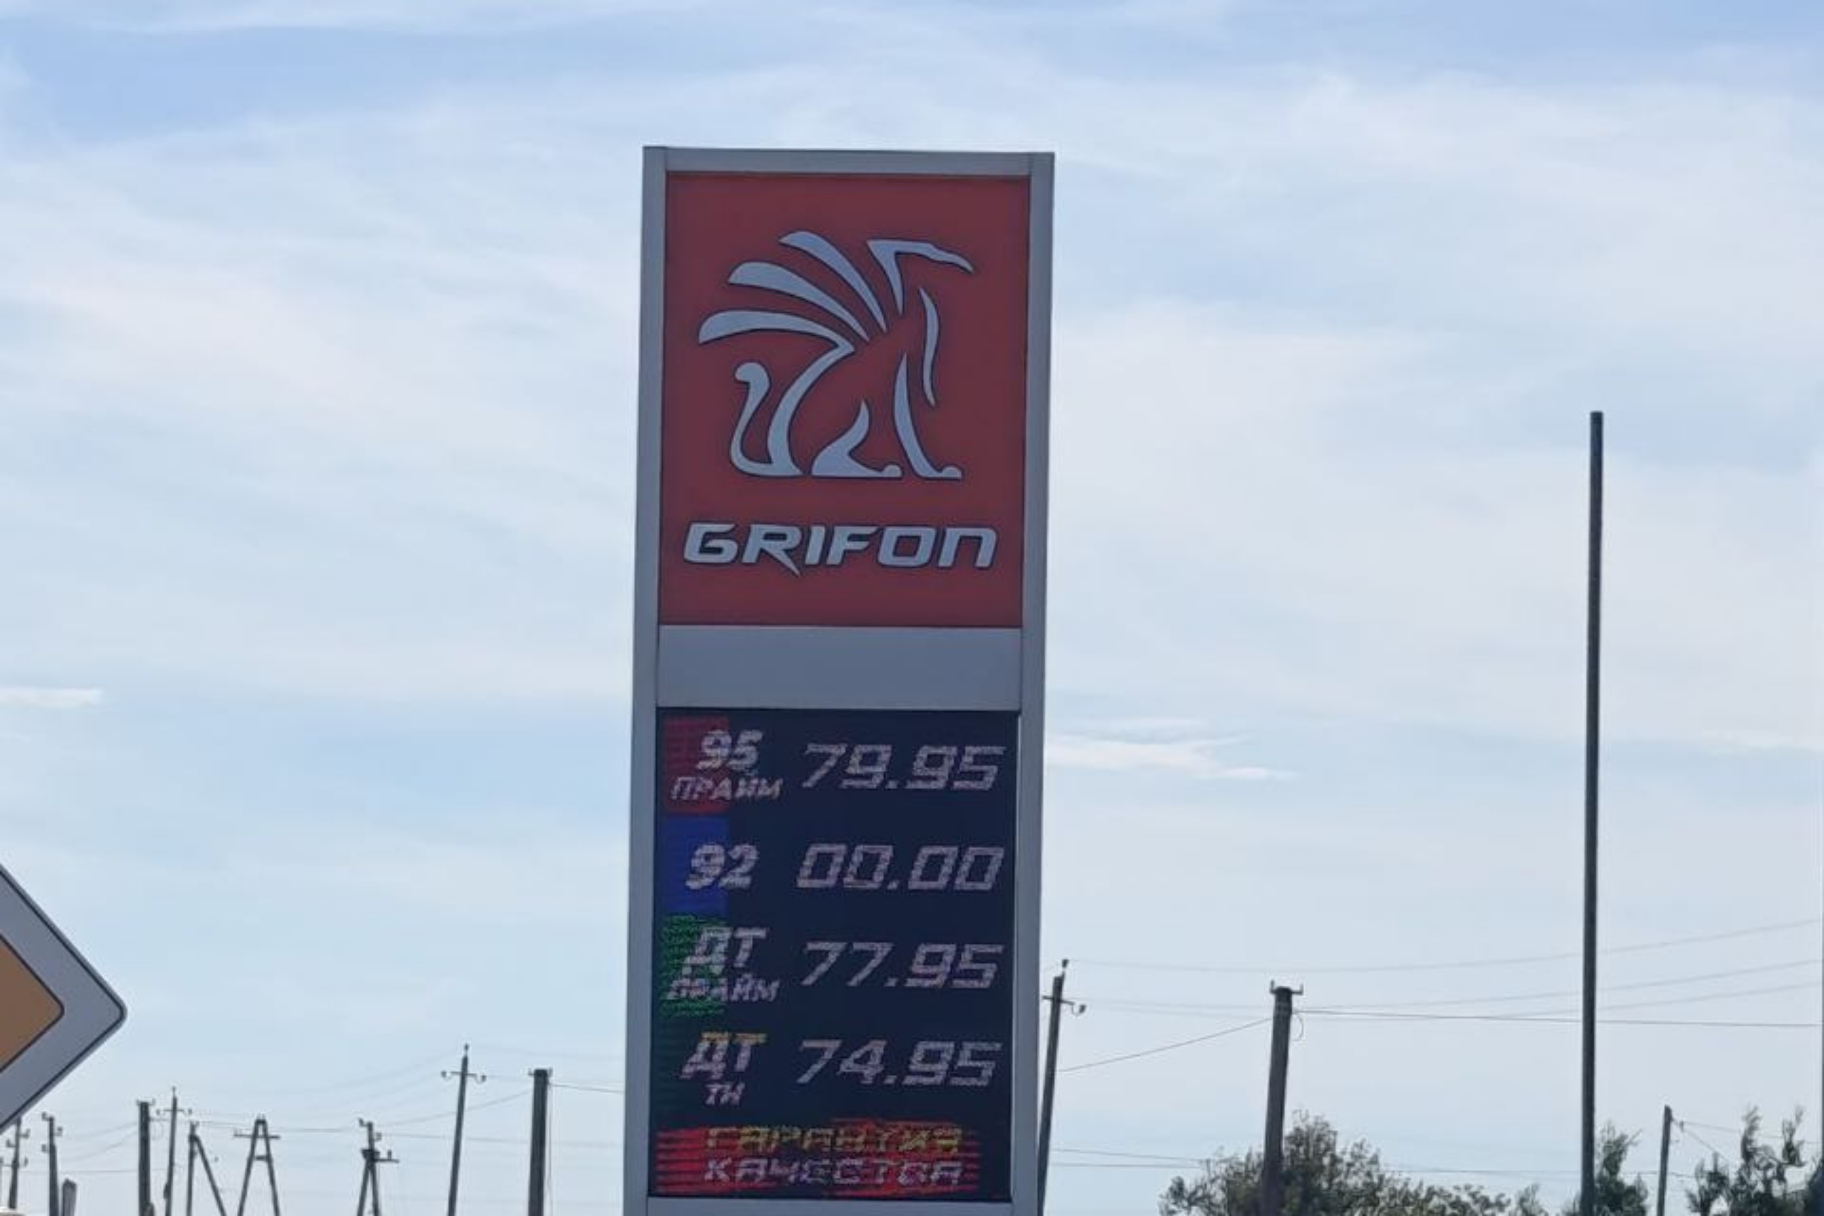 GRIFON
95 79.95
ПРАЙМ
92 00.00
ДТ 77.95
ПРАЙМ
ДТ 74.95
ТН
ГАРАНТИЯ
КАЧЕСТВА